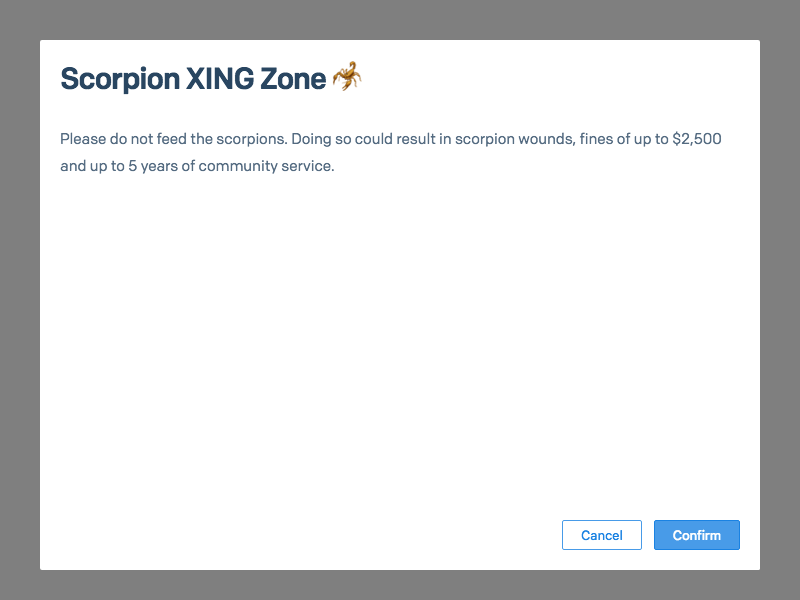 Scorpion XING Zone 🦂
Please do not feed the scorpions. Doing so could result in scorpion wounds, fines of up to $2,500
and up to 5 years of community service.
Cancel
Confirm